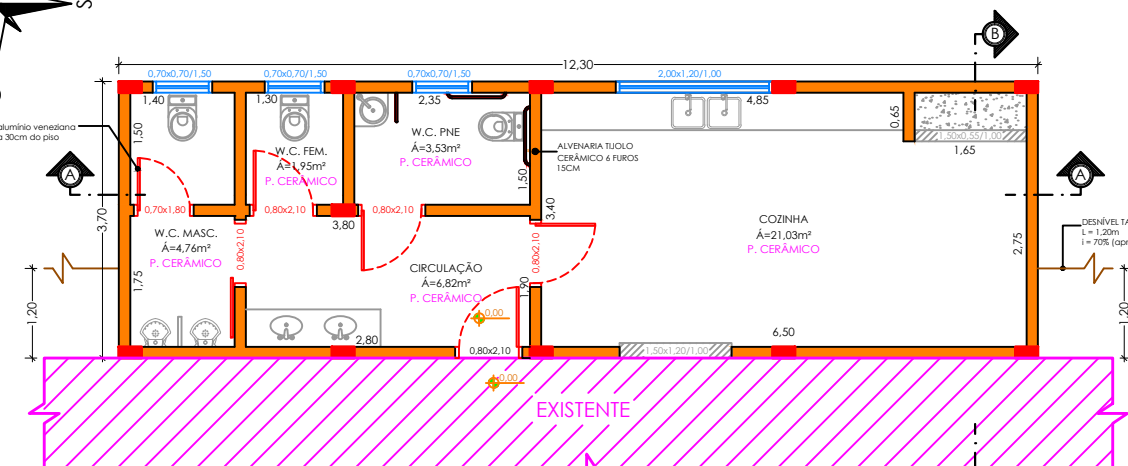 S
B
12,30
0,70x0,70/1,50
0,70x0,70/1,50
0,70x0,70/1,50
2,00x1,20/1,00
1,40
1,30
2,35
4,85
0,65
1,50x0,55/1,00
1,65
alumínio veneziana
a 30cm do piso
1,50
W.C. PNE
Á=3,53m²
P. CERÂMICO
W.C. FEM.
Á=1,95m²
P. CERÂMICO
ALVENARIA TIJOLO
CERÂMICO 6 FUROS
15CM
1,50
A
A
0,70x1,80
0,80x2,10
0,80x2,10
3,80
3,40
3,70
W.C. MASC.
Á=4,76m²
P. CERÂMICO
0,80x2,10
0,80x2,10
COZINHA
Á=21,03m²
P. CERÂMICO
2,75
DESNÍVEL TA
L = 1,20m
i = 70% (apr
CIRCULAÇÃO
Á=6,82m²
P. CERÂMICO
1,75
1,90
1,20
1,20
0,00
2,80
0,80x2,10
6,50
1,50x1,20/1,00
0,00
EXISTENTE